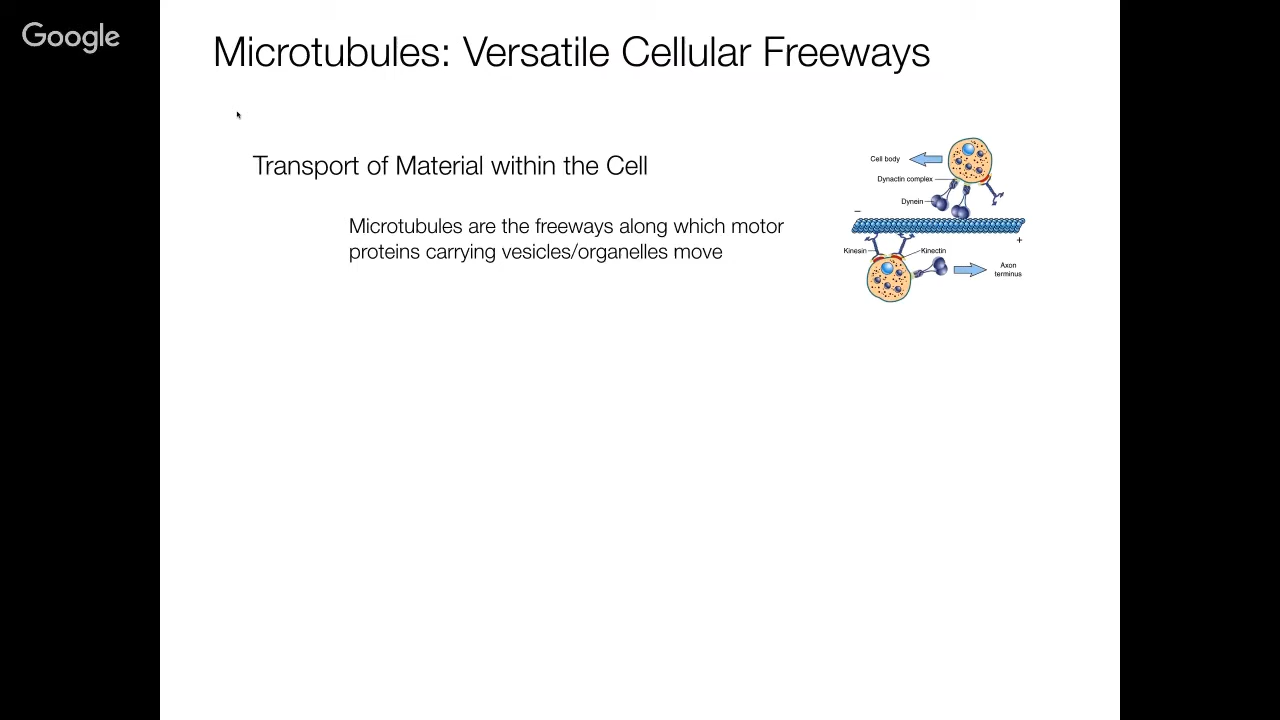 Google
Microtubules: Versatile Cellular Freeways
Transport of Material within the Cell
Microtubules are the freeways along which motor
proteins carrying vesicles/organelles move
Cell body
Dynactin complex
Dynein
−
+
Kinesin
Kinectin
Axon
terminus